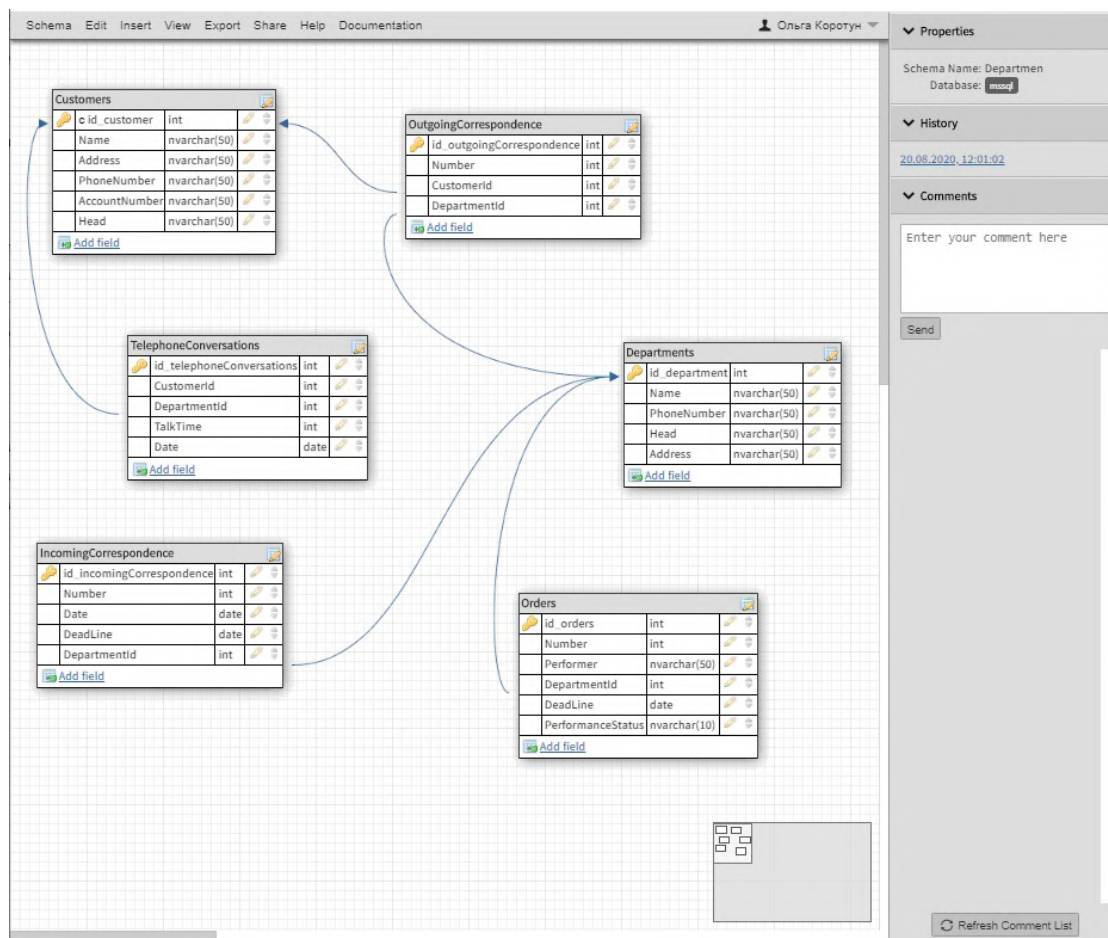 Schema Edit Insert View Export Share Help Documentation
Ольга Коротун
Customers
c id_customer int
Name nvarchar(50)
Address nvarchar(50)
PhoneNumber nvarchar(50)
AccountNumber nvarchar(50)
Head nvarchar(50)
Add field
OutgoingCorrespondence
id_outgoingCorrespondence int
Number int
CustomerId int
DepartmentId int
Add field
TelephoneConversations
id_telephoneConversations int
CustomerId int
DepartmentId int
TalkTime int
Date date
Add field
Departments
id_department int
Name nvarchar(50)
PhoneNumber nvarchar(50)
Head nvarchar(50)
Address nvarchar(50)
Add field
IncomingCorrespondence
id_incomingCorrespondence int
Number int
Date date
DeadLine date
DepartmentId int
Add field
Orders
id_orders int
Number int
Performer nvarchar(50)
DepartmentId int
DeadLine date
PerformanceStatus nvarchar(10)
Add field
Properties
Schema Name: Departmen
Database: mssql
History
20.08.2020, 12:01:02
Comments
Enter your comment here
Send
Refresh Comment List